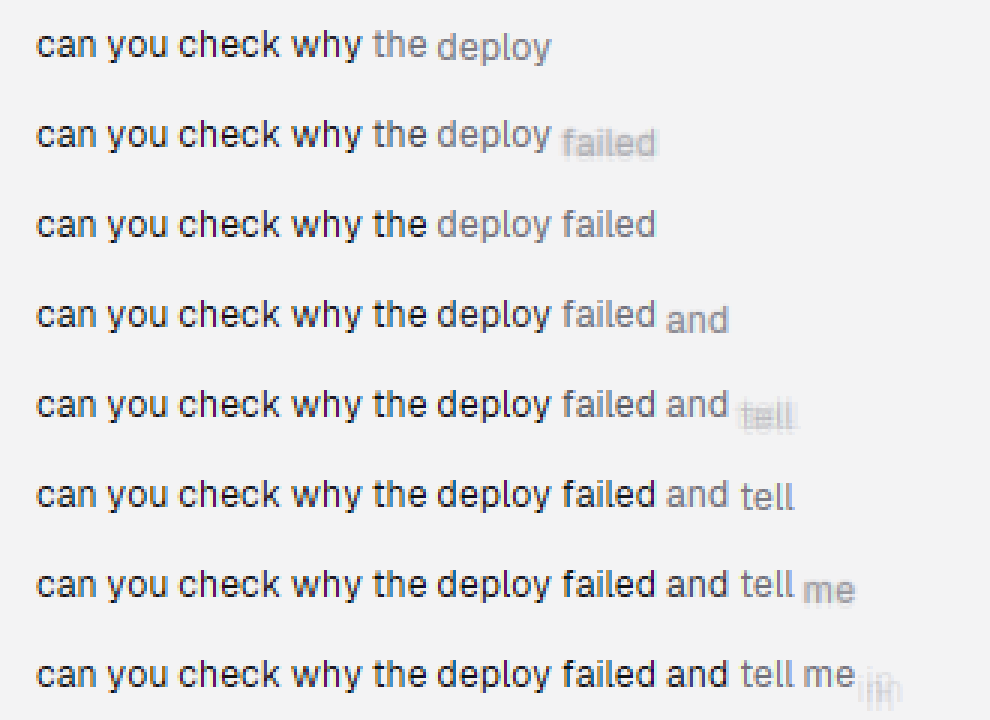 can you check why the deploy
can you check why the deploy failed
can you check why the deploy failed
can you check why the deploy failed and
can you check why the deploy failed and tell
can you check why the deploy failed and tell
can you check why the deploy failed and tell me
can you check why the deploy failed and tell me